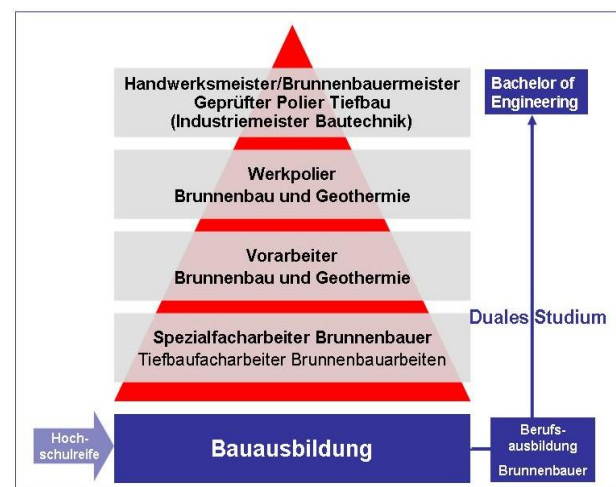 Handwerksmeister/Brunnenbauermeister
Geprüfter Polier Tiefbau
(Industriemeister Bautechnik)
Bachelor of
Engineering
Werkpolier
Brunnenbau und Geothermie
Vorarbeiter
Brunnenbau und Geothermie
Duales Studium
Spezialfacharbeiter Brunnenbauer
Tiefbaufacharbeiter Brunnenbauarbeiten
Hoch-
schulreife
Bauausbildung
Berufs-
ausbildung
Brunnenbauer